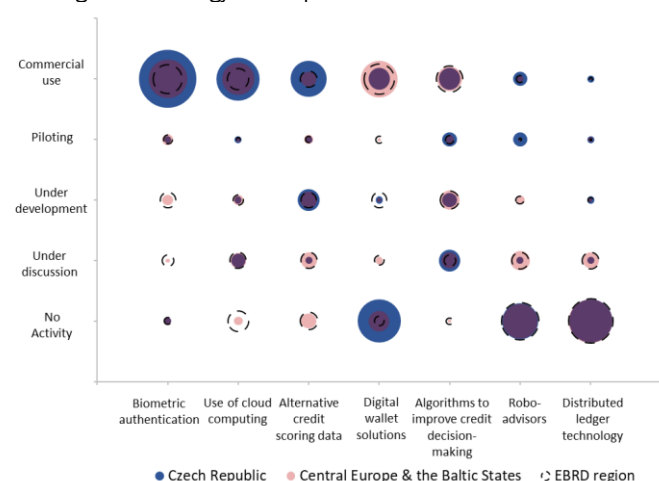 Commercial
use
Piloting
Under
development
Under
discussion
No
Activity
Biometric
authentication
Use of cloud
computing
Alternative
credit
scoring data
Digital
wallet
solutions
Algorithms to
improve credit
decision-
making
Robo-
advisors
Distributed
ledger
technology
Czech Republic
Central Europe & the Baltic States
EBRD region